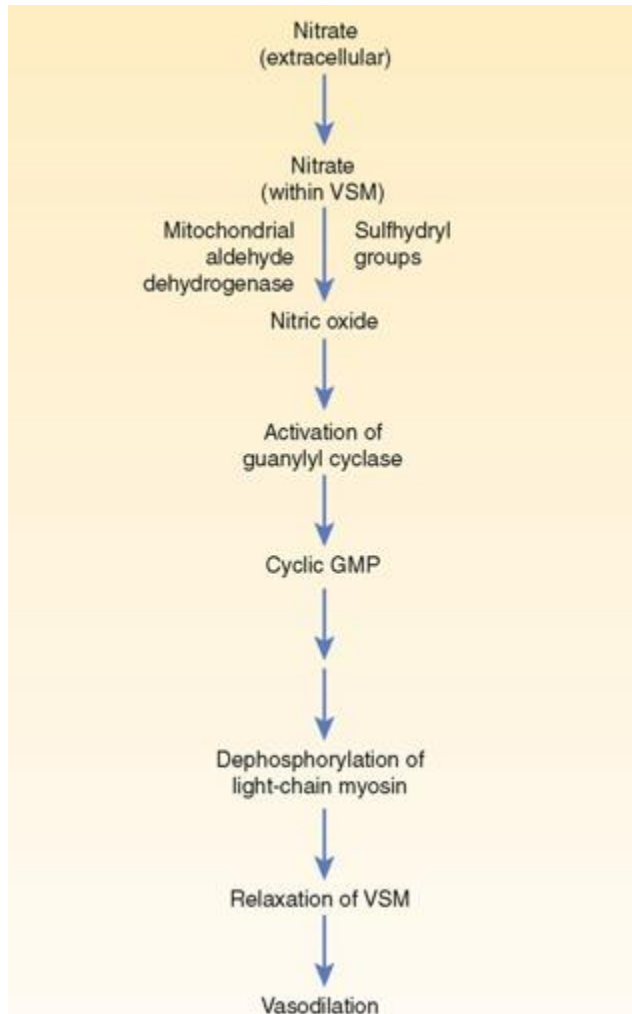 Nitrate
(extracellular)
Nitrate
(within VSM)
Mitochondrial
aldehyde
dehydrogenase
Sulfhydryl
groups
Nitric oxide
Activation of
guanylyl cyclase
Cyclic GMP
Dephosphorylation of
light-chain myosin
Relaxation of VSM
Vasodilation